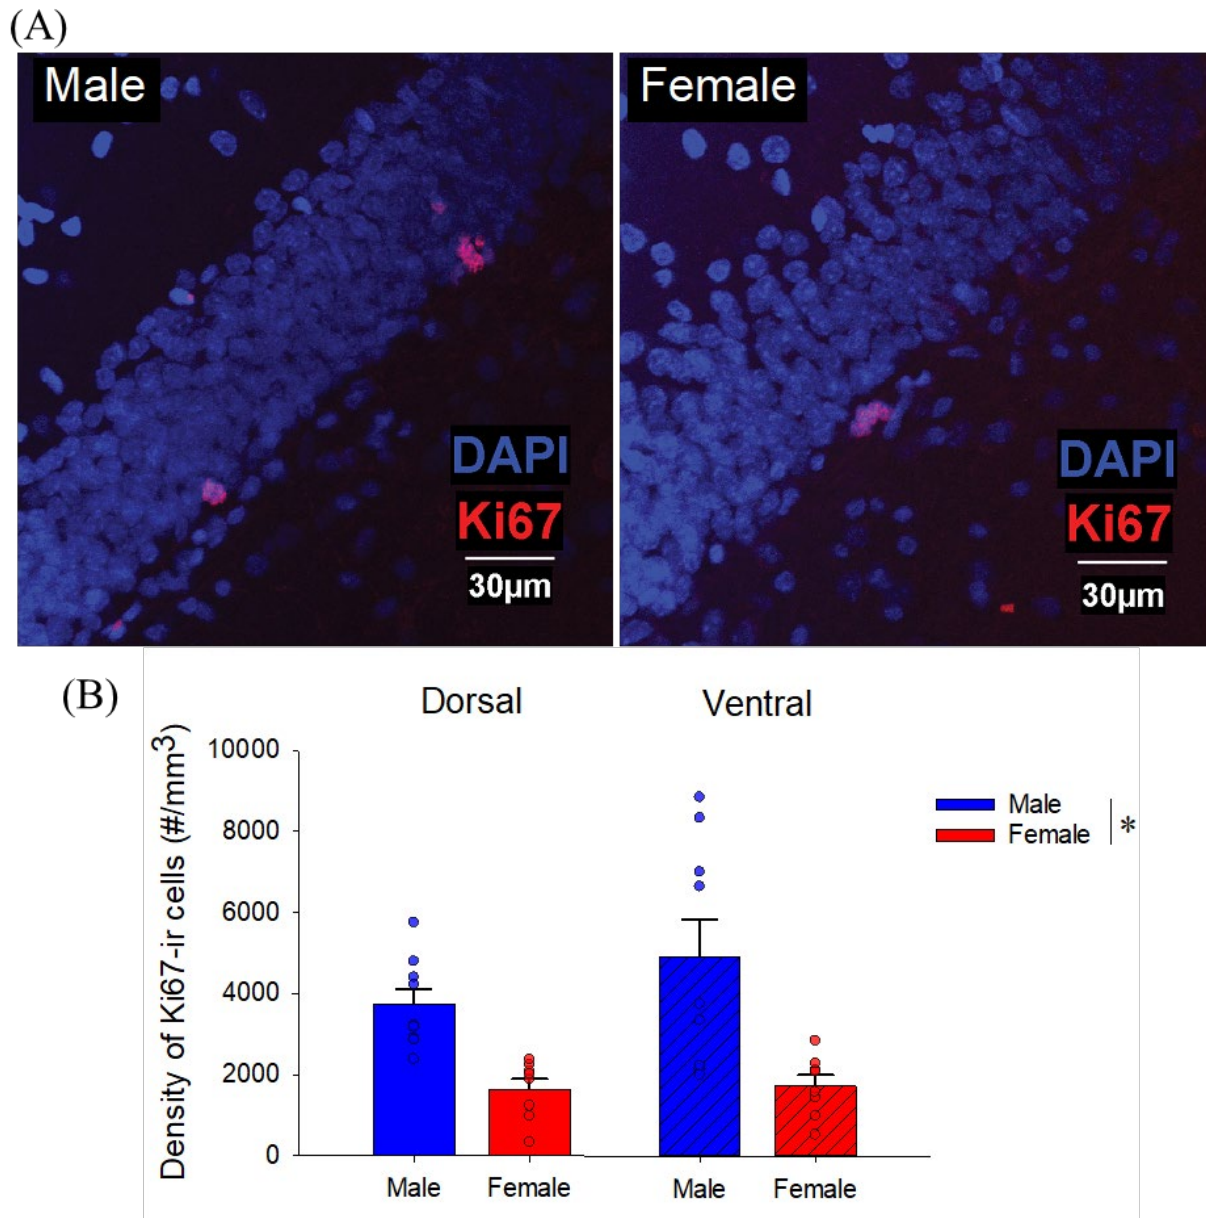 (A)
Male
Female
DAPI
Ki67
30µm
DAPI
Ki67
30µm
(B)
Dorsal
Ventral
Density of Ki67-ir cells (#/mm³)
10000
8000
6000
4000
2000
0
Male
Female
Male
Female
Male
Female
*